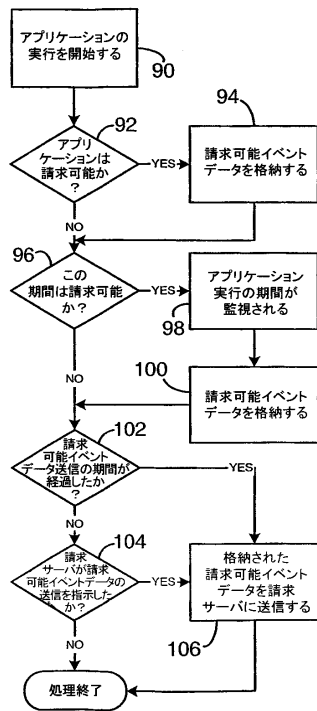 アプリケーションの
実行を開始する
90
92
アプリ
ケーションは
請求可能か
？
YES
94
請求可能イベント
データを格納する
NO
96
この
期間は請求可能
か？
YES
アプリケーション
実行の期間が
監視される
98
NO
100
請求可能イベント
データを格納する
102
請求
可能イベント
データ送信の期間が
経過したか
？
YES
NO
104
請求
サーバが請求
可能イベントデータの
送信を指示した
か？
YES
格納された
請求可能イベント
データを請求
サーバに送信する
106
NO
処理終了